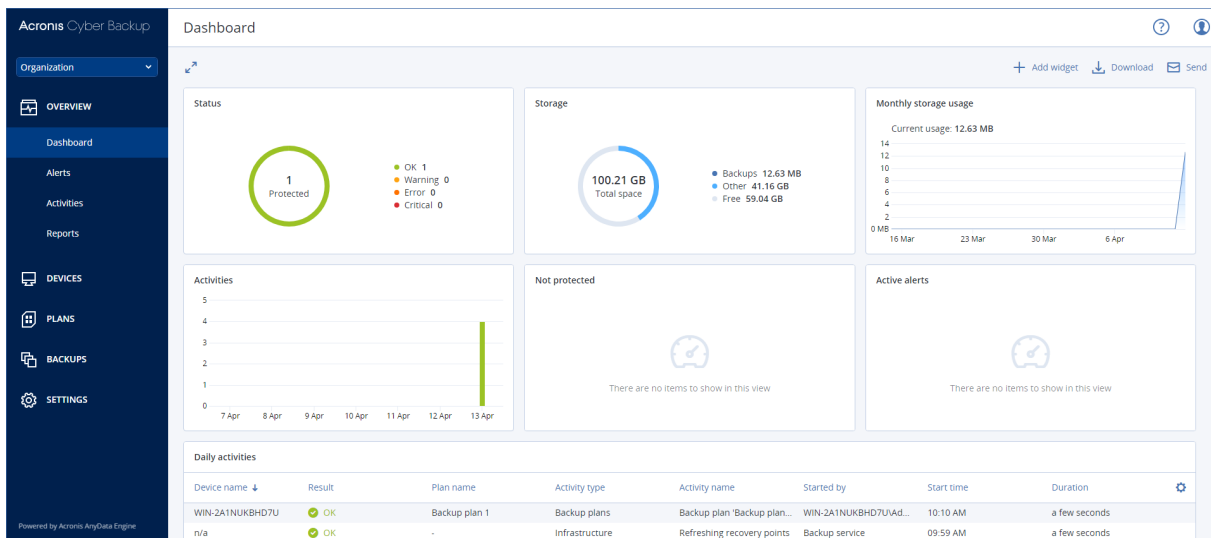 Acronis Cyber Backup
Dashboard
Organization
Add widget
Download
Send
OVERVIEW
Dashboard
Alerts
Activities
Reports
DEVICES
PLANS
BACKUPS
SETTINGS
Powered by Acronis AnyData Engine
Status
1
Protected
OK 1
Warning 0
Error 0
Critical 0
Storage
100.21 GB
Total space
Backups 12.63 MB
Other 41.16 GB
Free 59.04 GB
Monthly storage usage
Current usage: 12.63 MB
14
12
10
8
6
4
2
0 MB
16 Mar 23 Mar 30 Mar 6 Apr
Activities
5
4
3
2
1
0
7 Apr 8 Apr 9 Apr 10 Apr 11 Apr 12 Apr 13 Apr
Not protected
There are no items to show in this view
Active alerts
There are no items to show in this view
Daily activities
Device name Result Plan name Activity type Activity name Started by Start time Duration
WIN-2A1NUKBHD7U OK Backup plan 1 Backup plans Backup plan 'Backup plan... WIN-2A1NUKBHD7U\Ad... 10:10 AM a few seconds
n/a OK - Infrastructure Refreshing recovery points Backup service 09:59 AM a few seconds